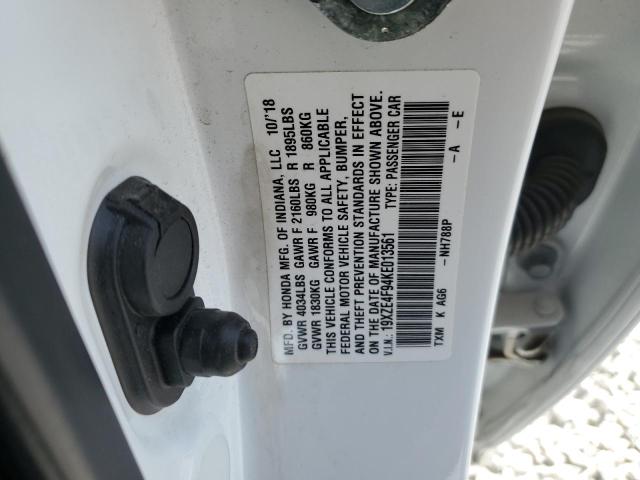 MFD. BY HONDA MFG. OF INDIANA, LLC 10/'18
GVWR 4034LBS GAWR F 2160LBS R 1895LBS
GVWR 1830KG GAWR F 980KG R 860KG
THIS VEHICLE CONFORMS TO ALL APPLICABLE
FEDERAL MOTOR VEHICLE SAFETY, BUMPER,
AND THEFT PREVENTION STANDARDS IN EFFECT
ON THE DATE OF MANUFACTURE SHOWN ABOVE.
V.I.N.: 19XZE4F94KE013561 TYPE: PASSENGER CAR
TXM K AG6 –NH788P –A –E